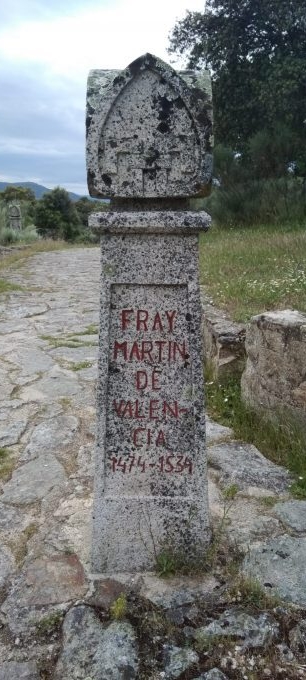 FRAY
MARTIN
DE
VALEN-
CIA
1474-1534